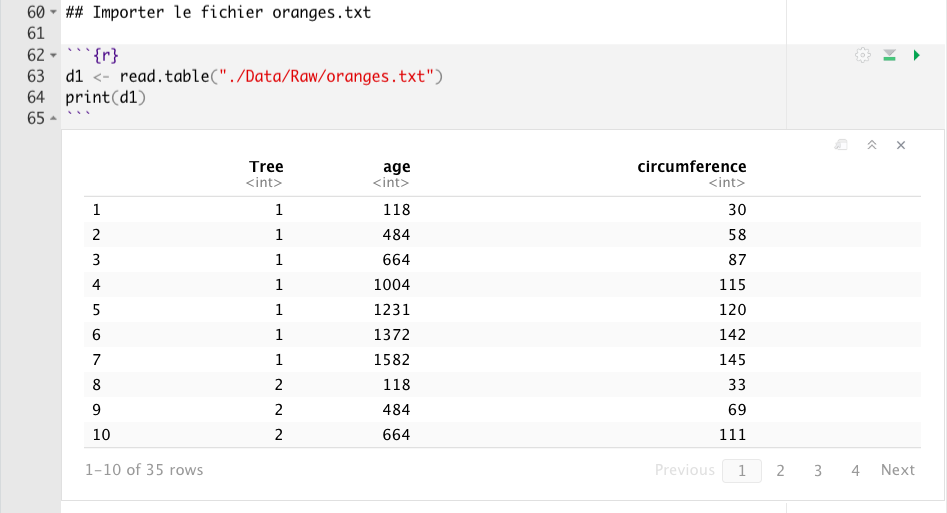 60 ## Importer le fichier oranges.txt
61
62 ```{r}
63 d1 <- read.table("./Data/Raw/oranges.txt")
64 print(d1)
65 ```
Tree age circumference
<int> <int> <int>
1 1 118 30
2 1 484 58
3 1 664 87
4 1 1004 115
5 1 1231 120
6 1 1372 142
7 1 1582 145
8 2 118 33
9 2 484 69
10 2 664 111
1-10 of 35 rows Previous 1 2 3 4 Next